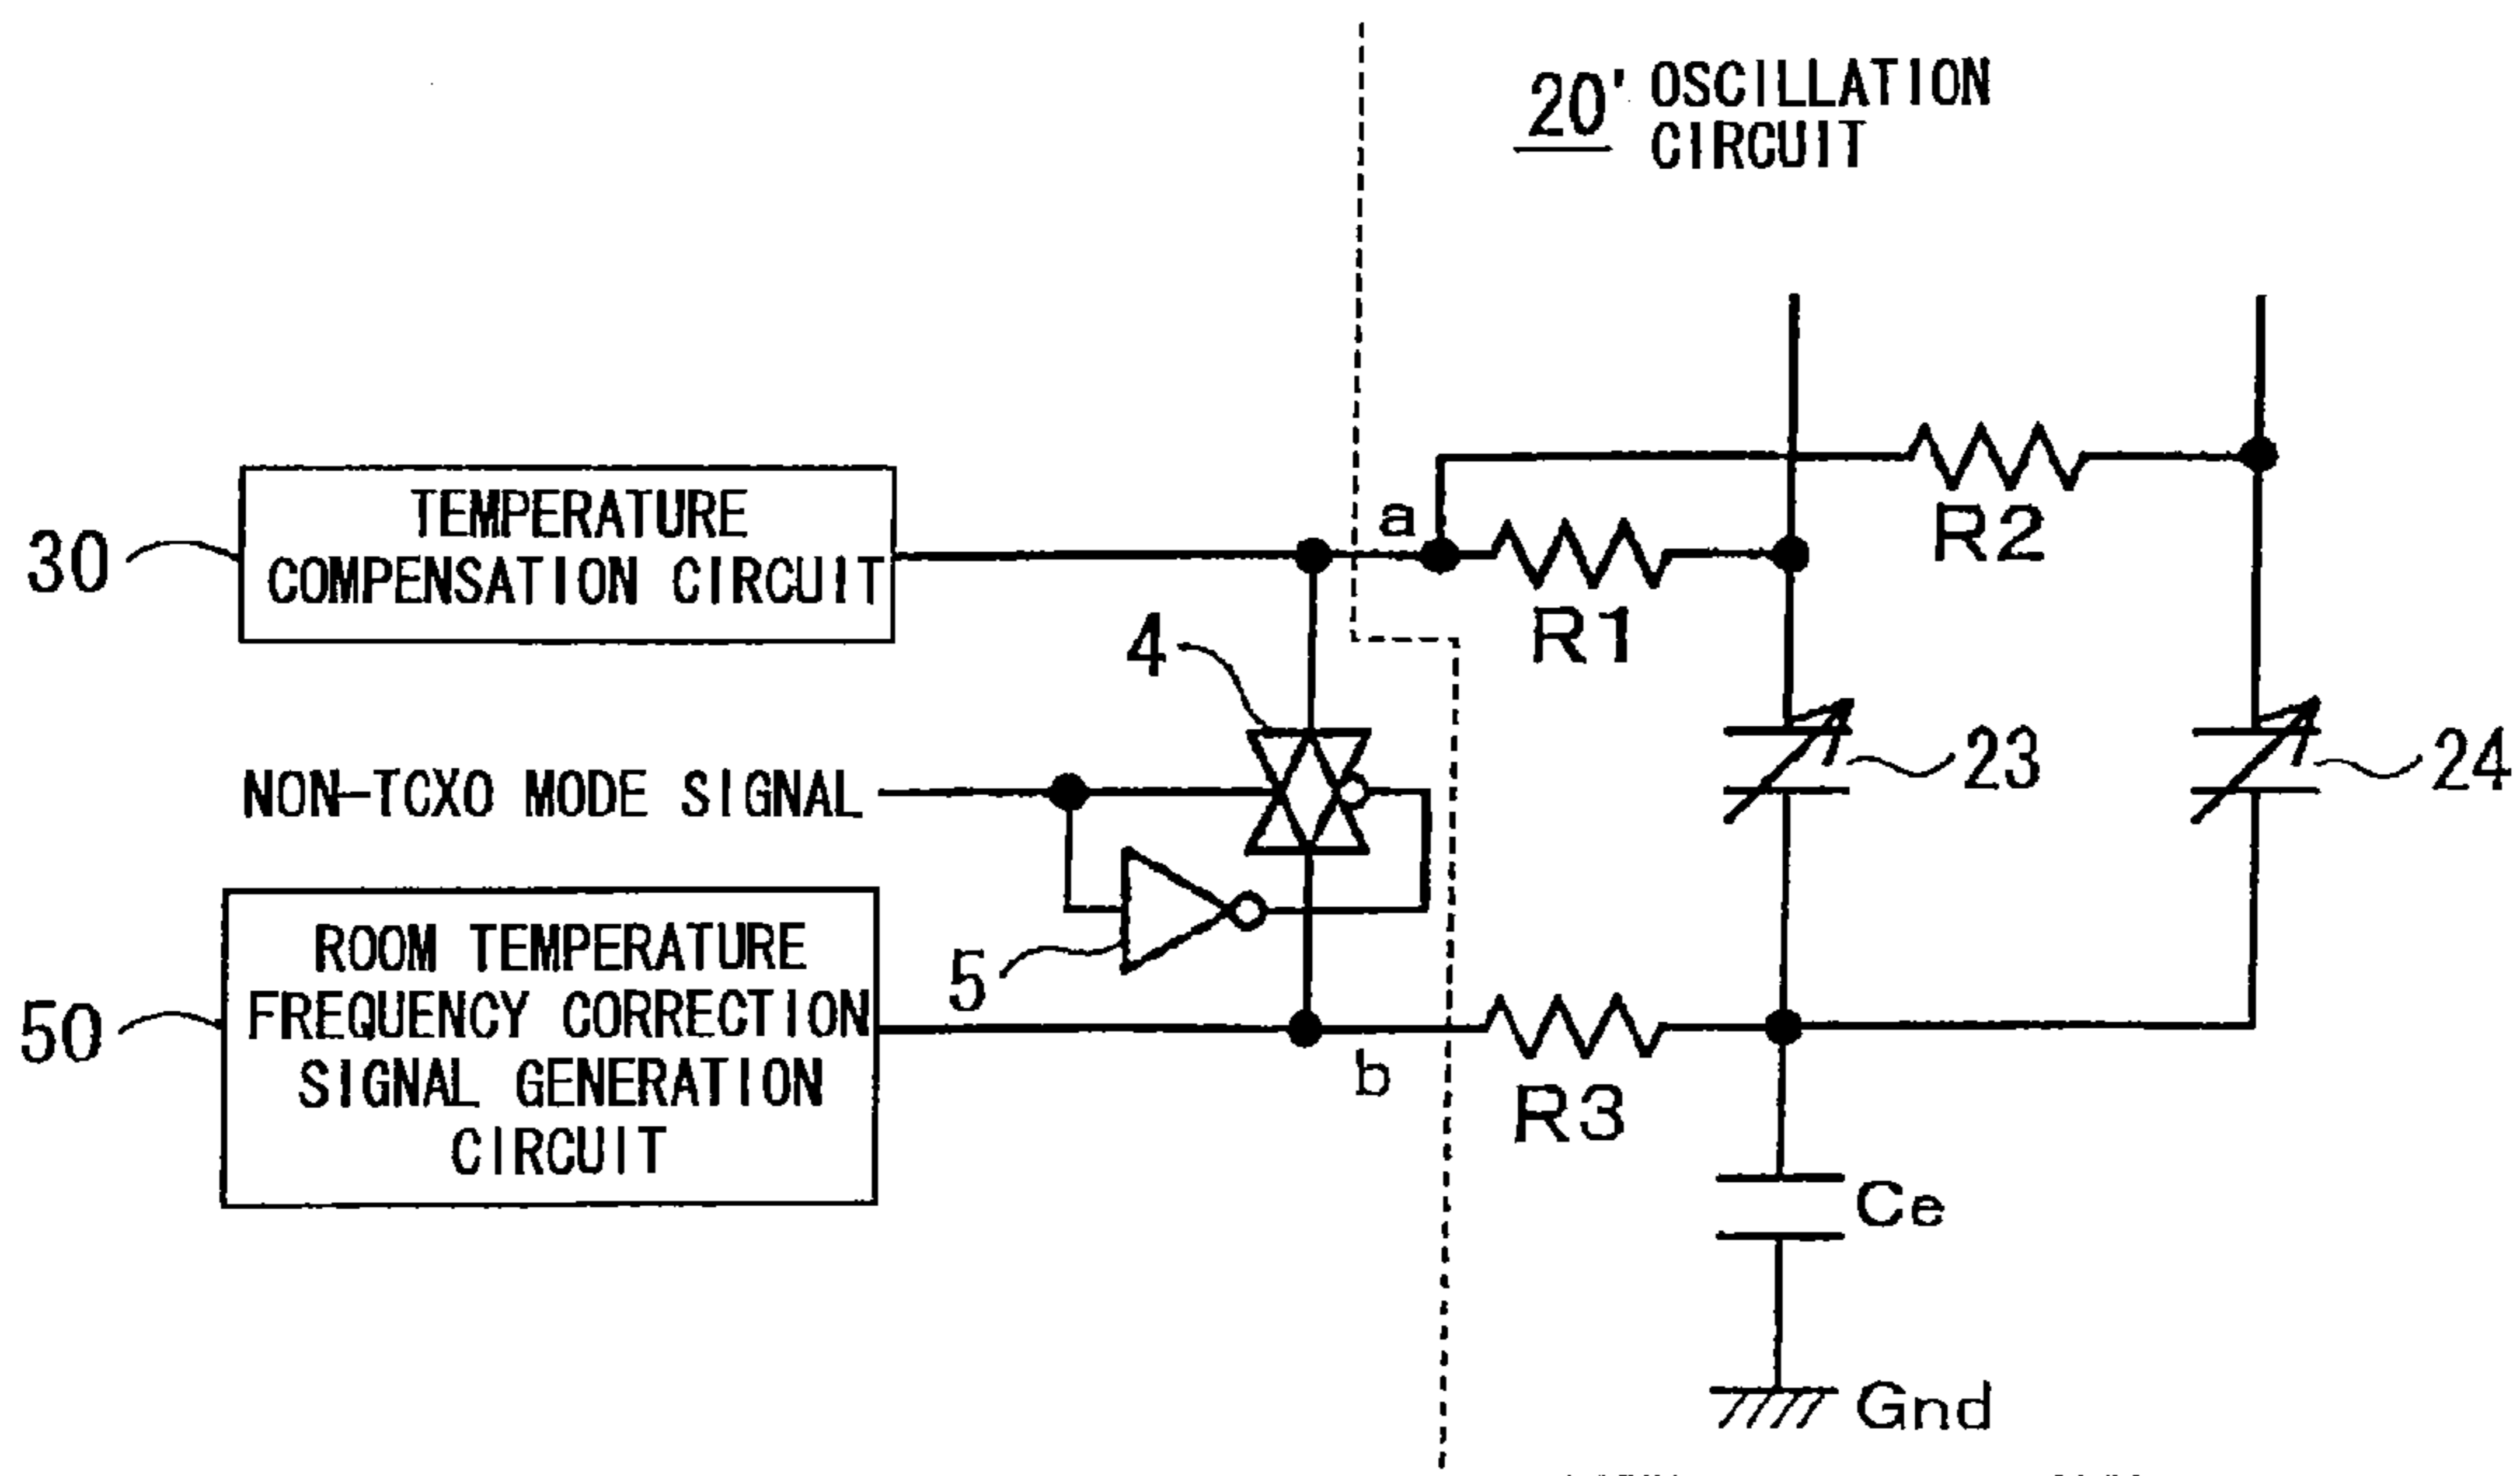 20' OSCILLATION
CIRCUIT
30
TEMPERATURE
COMPENSATION CIRCUIT
a
R1
R2
4
23
24
NON-TCXO MODE SIGNAL
5
50
ROOM TEMPERATURE
FREQUENCY CORRECTION
SIGNAL GENERATION
CIRCUIT
b
R3
Ce
Gnd